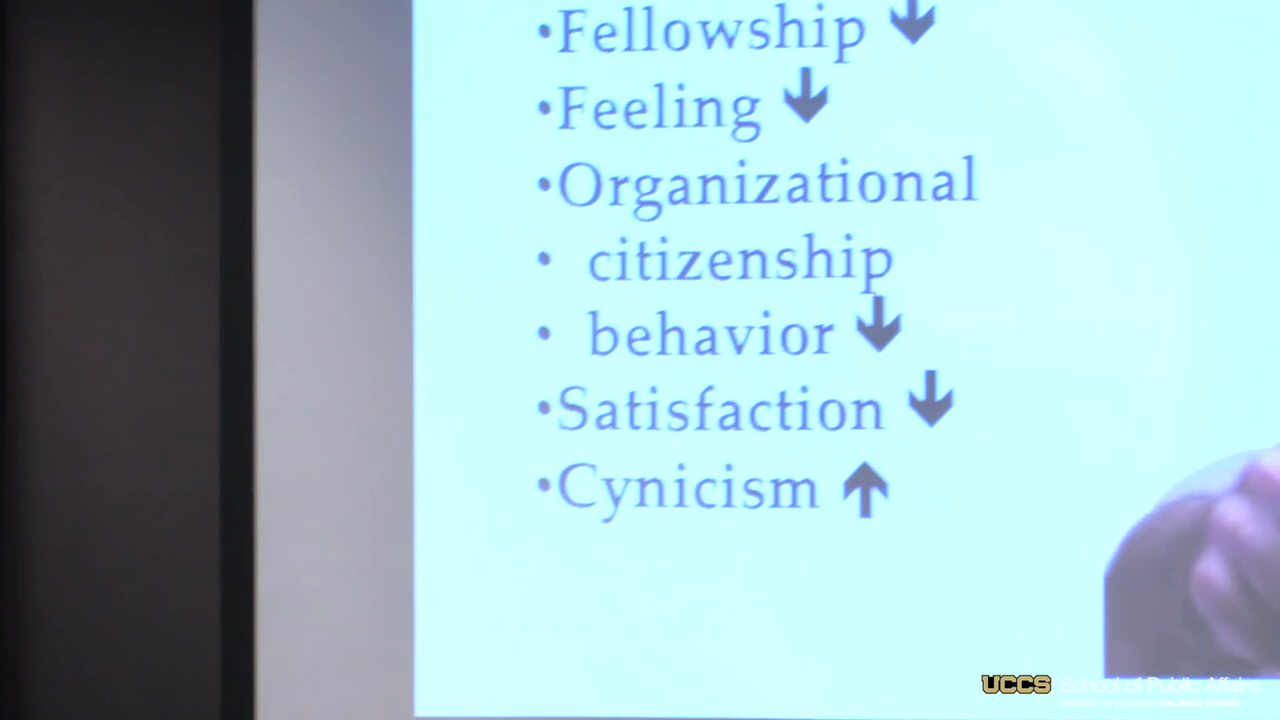 •Fellowship ↓
•Feeling ↓
•Organizational
• citizenship
• behavior ↓
•Satisfaction ↓
•Cynicism ↑
UCCS School of Public Affairs